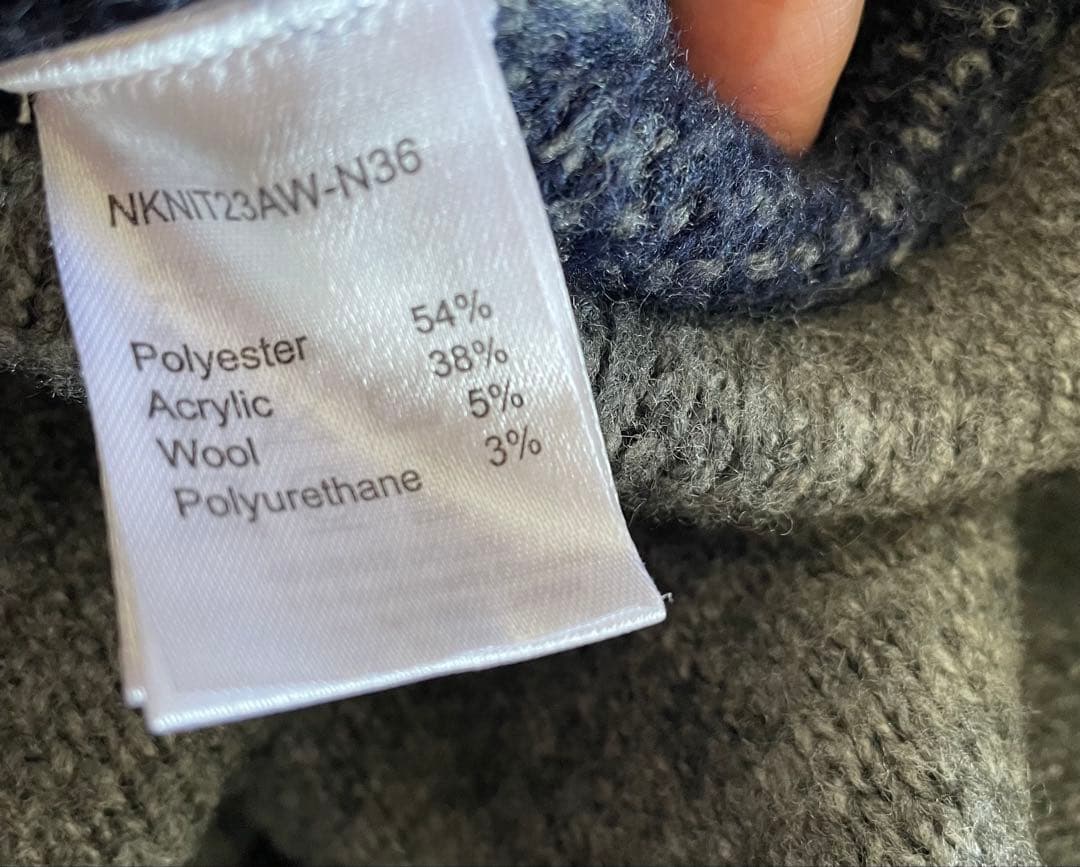 NKNIT23AW-N36
Polyester 54%
Acrylic 38%
Wool 5%
Polyurethane 3%